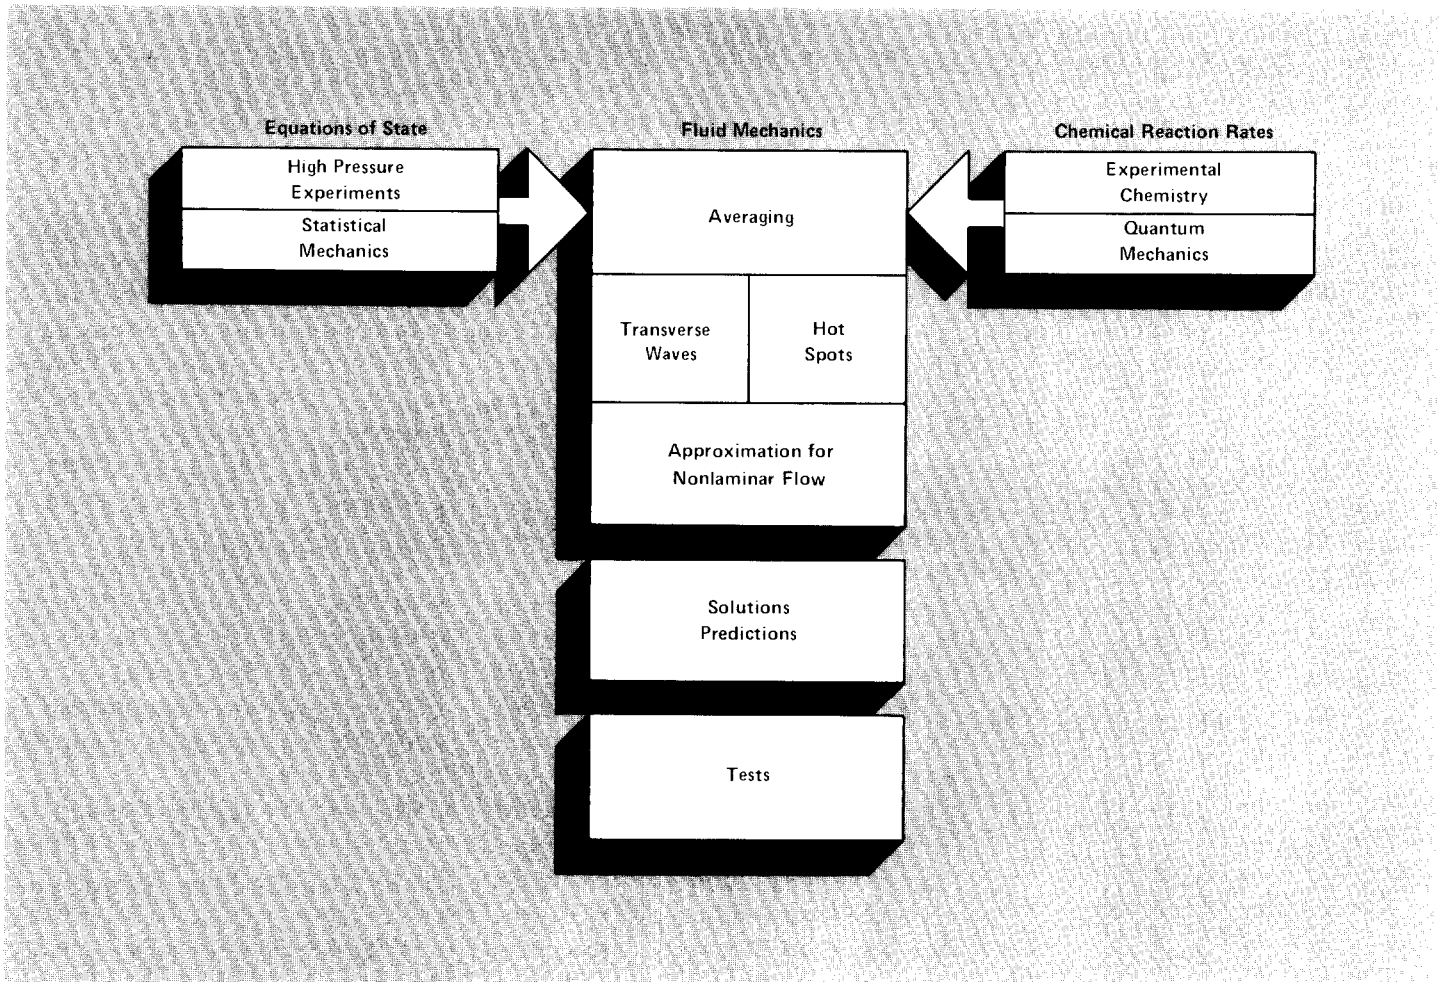 Equations of State
High Pressure
Experiments
Statistical
Mechanics
Fluid Mechanics
Averaging
Transverse
Waves
Hot
Spots
Approximation for
Nonlaminar Flow
Solutions
Predictions
Tests
Chemical Reaction Rates
Experimental
Chemistry
Quantum
Mechanics